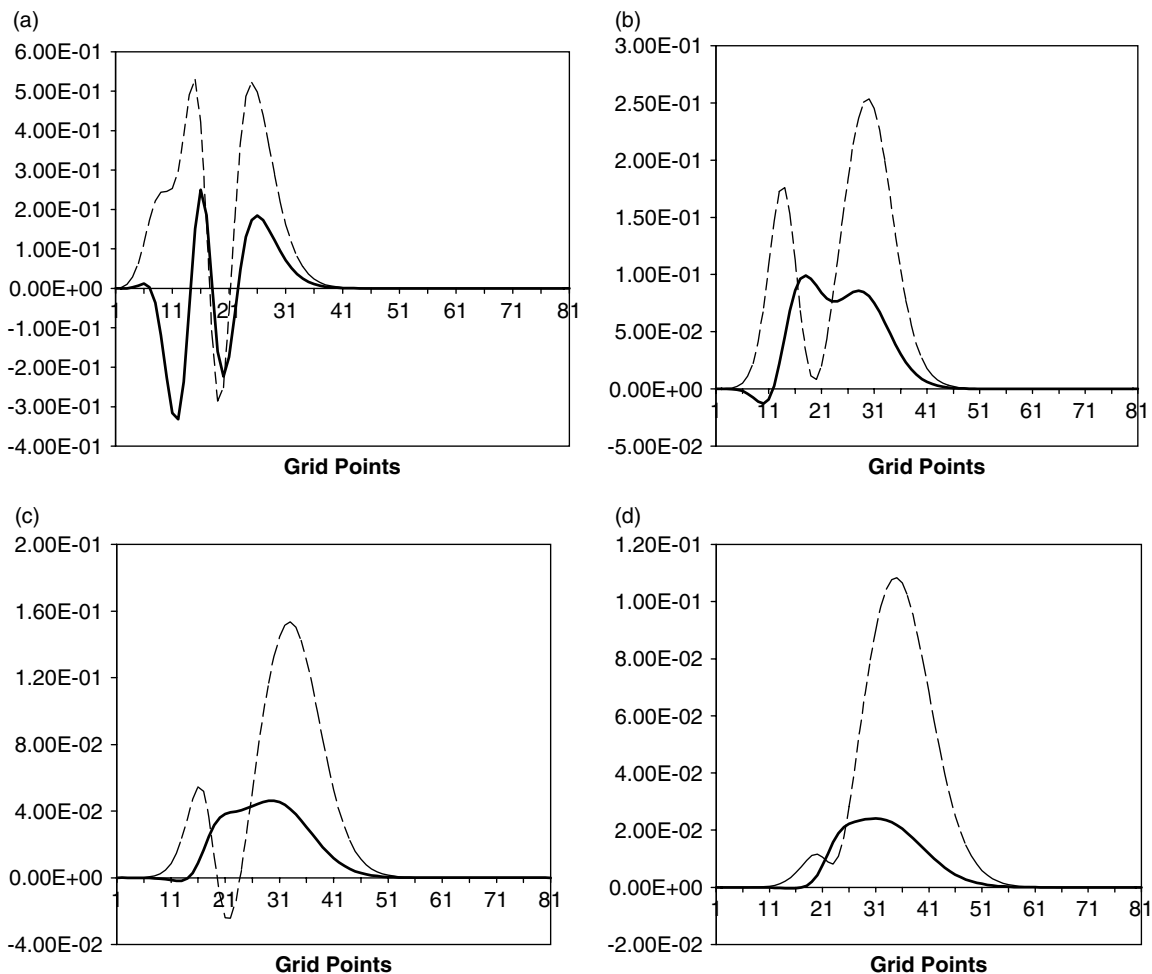 (a)
6.00E-01
5.00E-01
4.00E-01
3.00E-01
2.00E-01
1.00E-01
0.00E+00
-1.00E-01
-2.00E-01
-3.00E-01
-4.00E-01
1 11 21 31 41 51 61 71 81
Grid Points
(b)
3.00E-01
2.50E-01
2.00E-01
1.50E-01
1.00E-01
5.00E-02
0.00E+00
-5.00E-02
1 11 21 31 41 51 61 71 81
Grid Points
(c)
2.00E-01
1.60E-01
1.20E-01
8.00E-02
4.00E-02
0.00E+00
-4.00E-02
1 11 21 31 41 51 61 71 81
Grid Points
(d)
1.20E-01
1.00E-01
8.00E-02
6.00E-02
4.00E-02
2.00E-02
0.00E+00
-2.00E-02
1 11 21 31 41 51 61 71 81
Grid Points